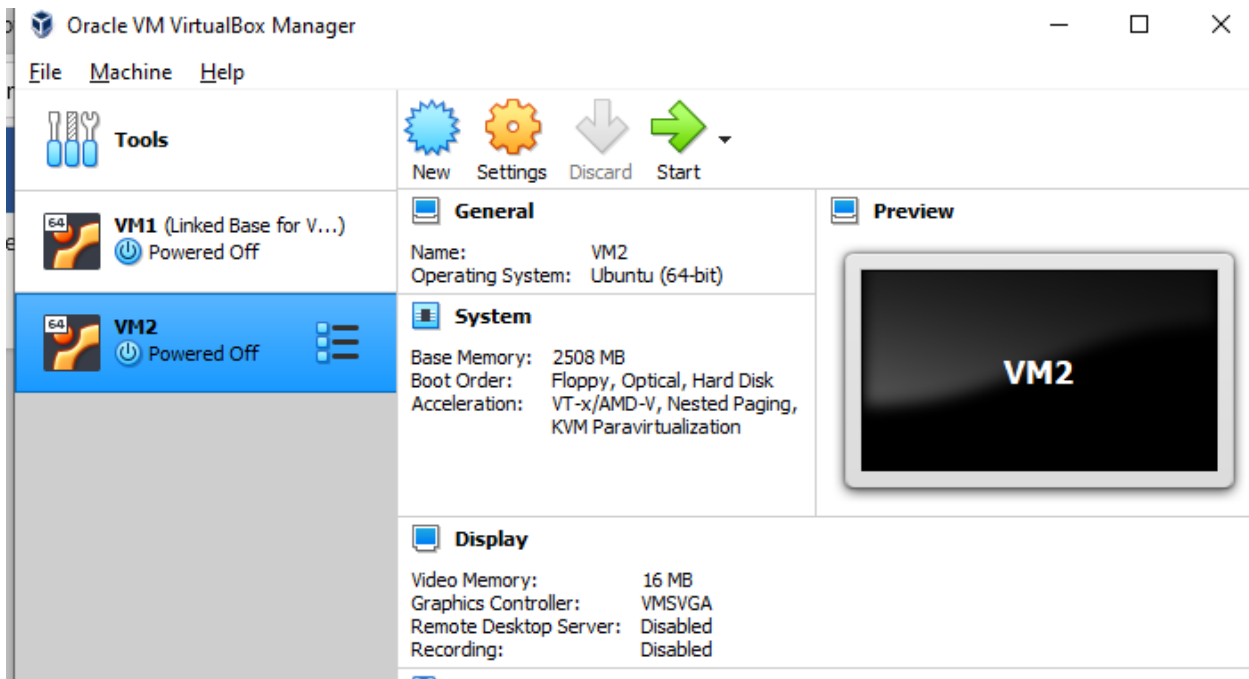 Oracle VM VirtualBox Manager
File Machine Help
Tools
New Settings Discard Start
64
VM1 (Linked Base for V...)
Powered Off
64
VM2
Powered Off
General
Name: VM2
Operating System: Ubuntu (64-bit)
Preview
VM2
System
Base Memory: 2508 MB
Boot Order: Floppy, Optical, Hard Disk
Acceleration: VT-x/AMD-V, Nested Paging,
KVM Paravirtualization
Display
Video Memory: 16 MB
Graphics Controller: VMSVGA
Remote Desktop Server: Disabled
Recording: Disabled